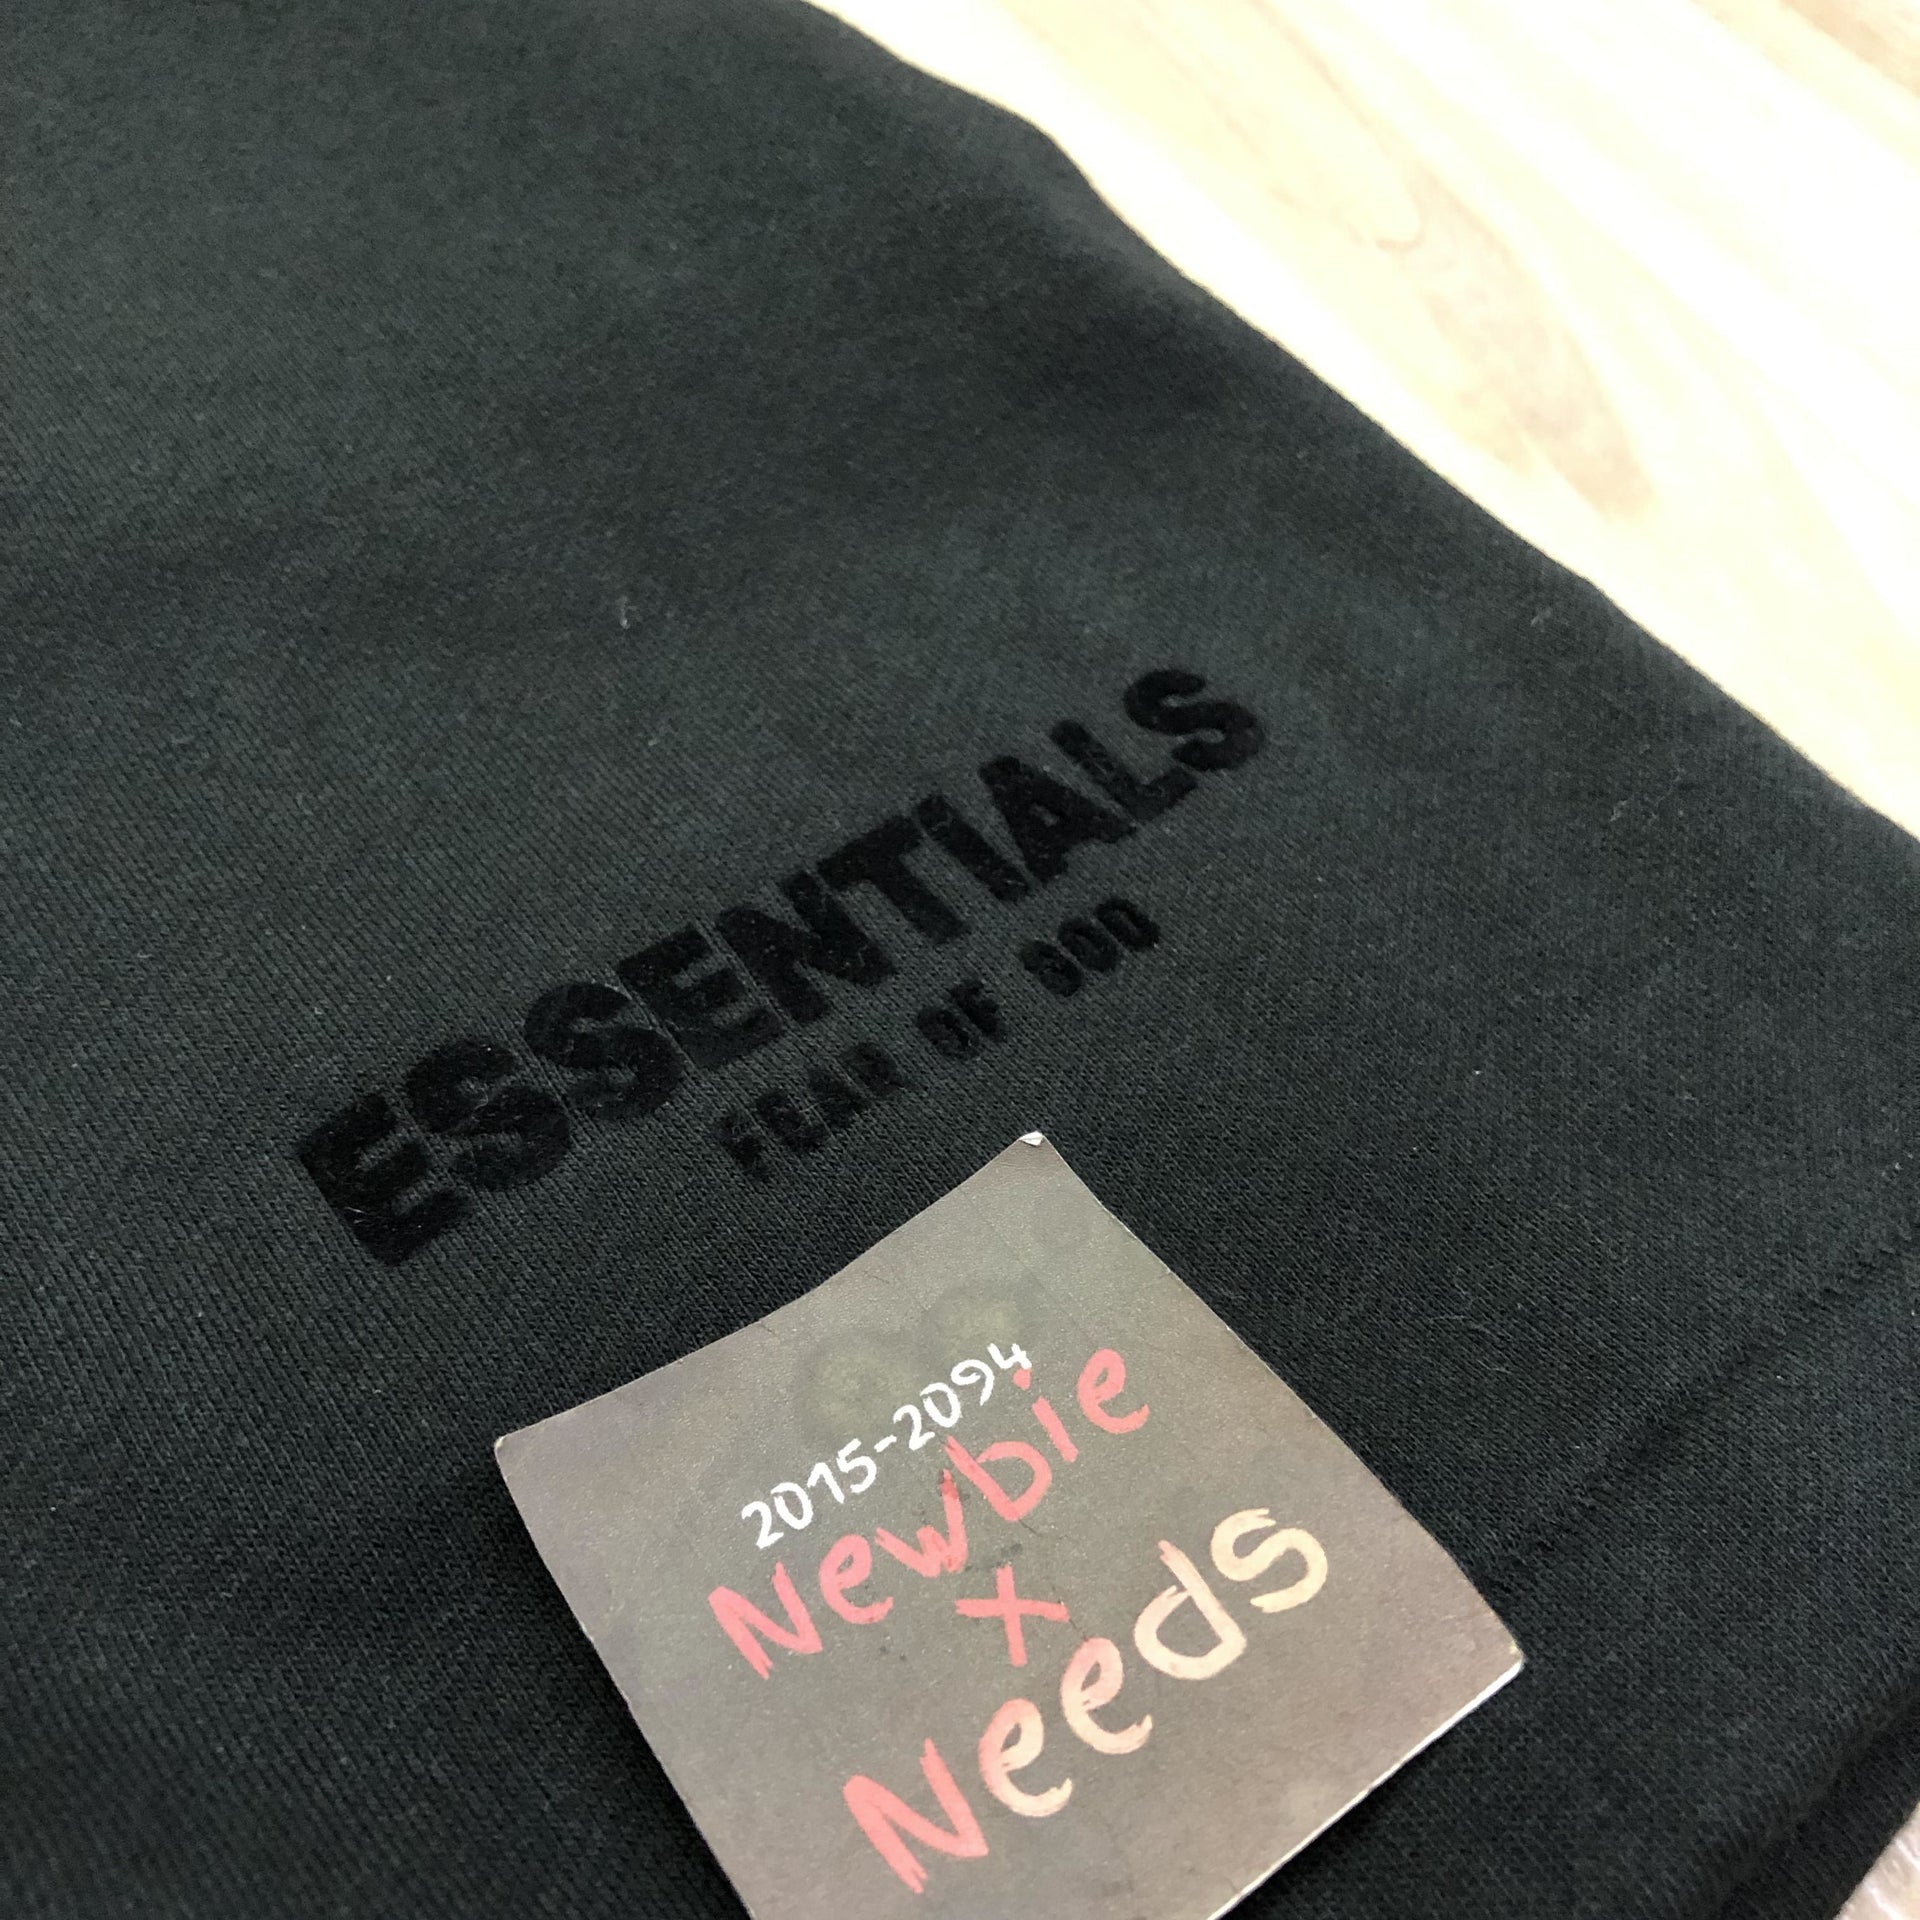 ESSENTIALS
FEAR OF GOD
2015-2094
Newbie
x
Needs